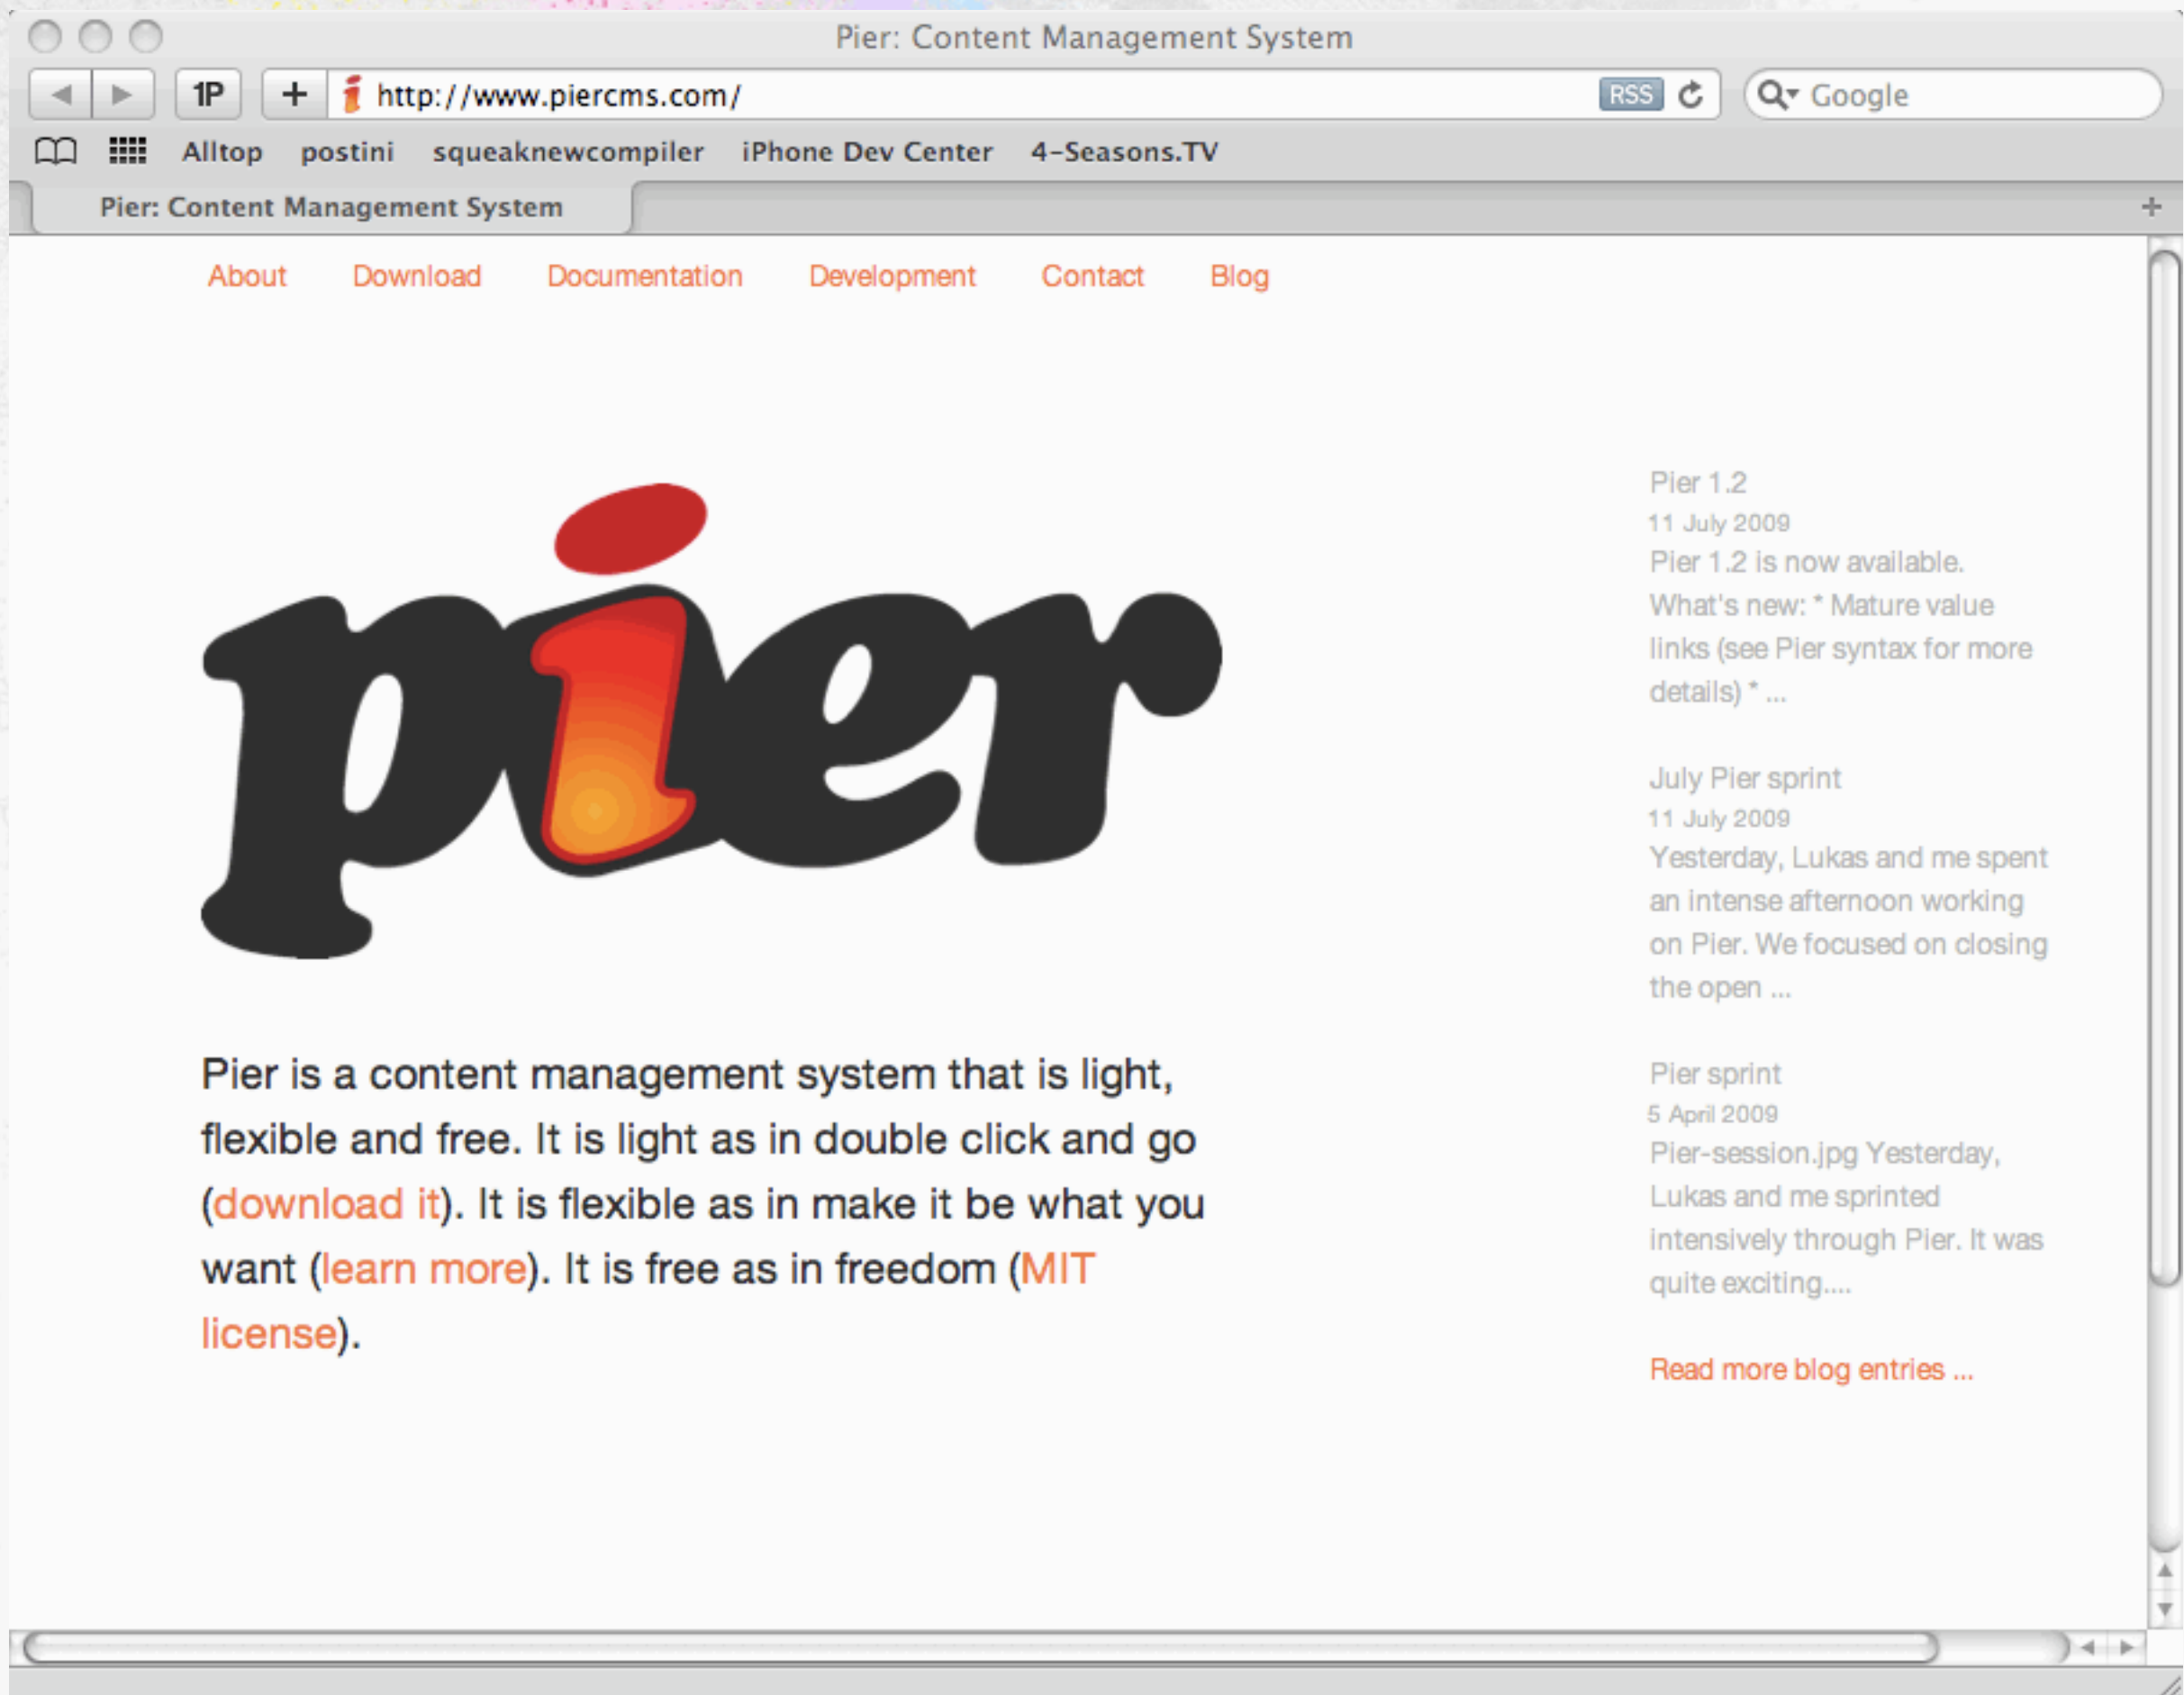 Pier: Content Management System
1P
+
http://www.piercms.com/
RSS
Google
Alltop
postini
squeaknewcompiler
iPhone Dev Center
4-Seasons.TV
Pier: Content Management System
+
About
Download
Documentation
Development
Contact
Blog
pier
Pier is a content management system that is light,
flexible and free. It is light as in double click and go
(download it). It is flexible as in make it be what you
want (learn more). It is free as in freedom (MIT
license).
Pier 1.2
11 July 2009
Pier 1.2 is now available.
What's new: * Mature value
links (see Pier syntax for more
details) * ...
July Pier sprint
11 July 2009
Yesterday, Lukas and me spent
an intense afternoon working
on Pier. We focused on closing
the open ...
Pier sprint
5 April 2009
Pier-session.jpg Yesterday,
Lukas and me sprinted
intensively through Pier. It was
quite exciting....
Read more blog entries ...